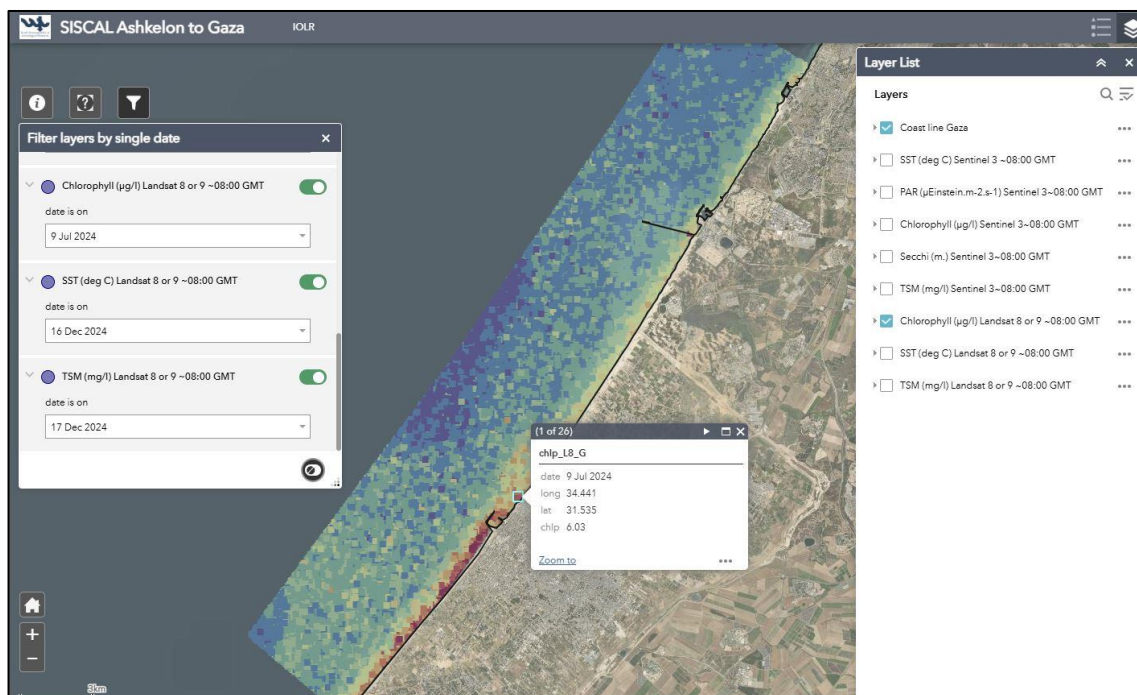 SISCAL Ashkelon to Gaza
IOLR
Filter layers by single date
Chlorophyll (µg/l) Landsat 8 or 9 ~08:00 GMT
date is on
9 Jul 2024
SST (deg C) Landsat 8 or 9 ~08:00 GMT
date is on
16 Dec 2024
TSM (mg/l) Landsat 8 or 9 ~08:00 GMT
date is on
17 Dec 2024
(1 of 26)
chlp_L8_G
date 9 Jul 2024
long 34.441
lat 31.535
chlp 6.03
Zoom to
3km
Layer List
Layers
Coast line Gaza
SST (deg C) Sentinel 3 ~08:00 GMT
PAR (µEinstein.m-2.s-1) Sentinel 3~08:00 GMT
Chlorophyll (µg/l) Sentinel 3~08:00 GMT
Secchi (m.) Sentinel 3~08:00 GMT
TSM (mg/l) Sentinel 3~08:00 GMT
Chlorophyll (µg/l) Landsat 8 or 9 ~08:00 GMT
SST (deg C) Landsat 8 or 9 ~08:00 GMT
TSM (mg/l) Landsat 8 or 9 ~08:00 GMT